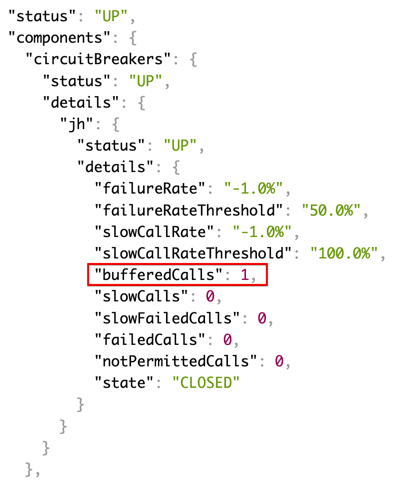 "status": "UP",
"components": {
"circuitBreakers": {
"status": "UP",
"details": {
"jh": {
"status": "UP",
"details": {
"failureRate": "-1.0%",
"failureRateThreshold": "50.0%",
"slowCallRate": "-1.0%",
"slowCallRateThreshold": "100.0%",
"bufferedCalls": 1,
"slowCalls": 0,
"slowFailedCalls": 0,
"failedCalls": 0,
"notPermittedCalls": 0,
"state": "CLOSED"
}
}
}
},